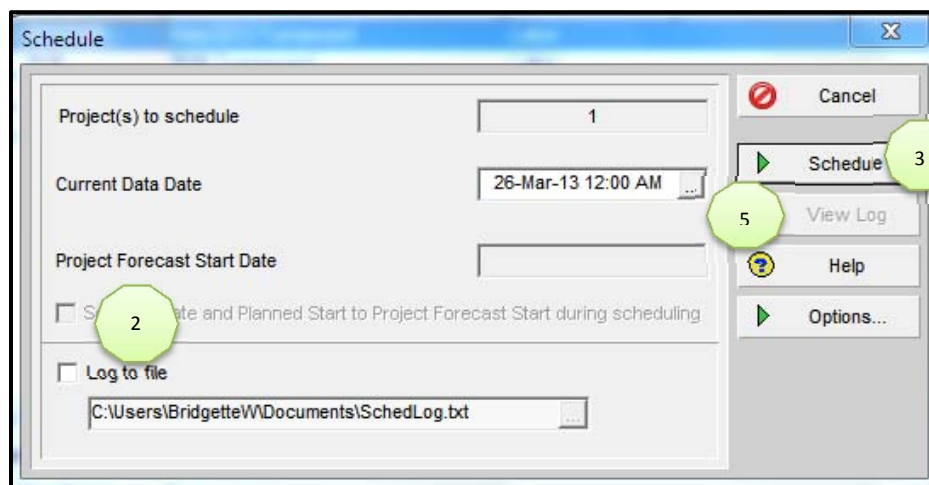 Schedule
Project(s) to schedule
1
Current Data Date
26-Mar-13 12:00 AM
...
Project Forecast Start Date
2
and Planned Start to Project Forecast Start during scheduling
Log to file
C:\Users\BridgetteW\Documents\SchedLog.txt
...
Cancel
Schedule
3
5
View Log
Help
Options...